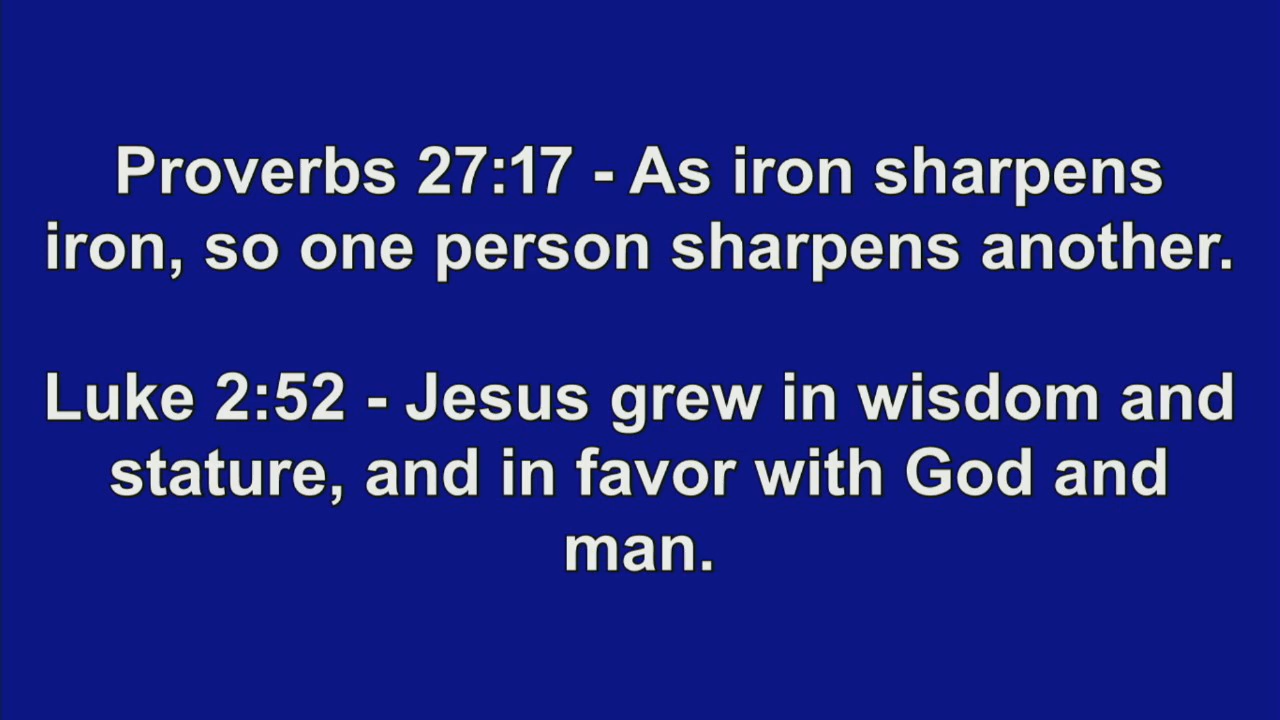 Proverbs 27:17 - As iron sharpens
iron, so one person sharpens another.
Luke 2:52 - Jesus grew in wisdom and
stature, and in favor with God and
man.